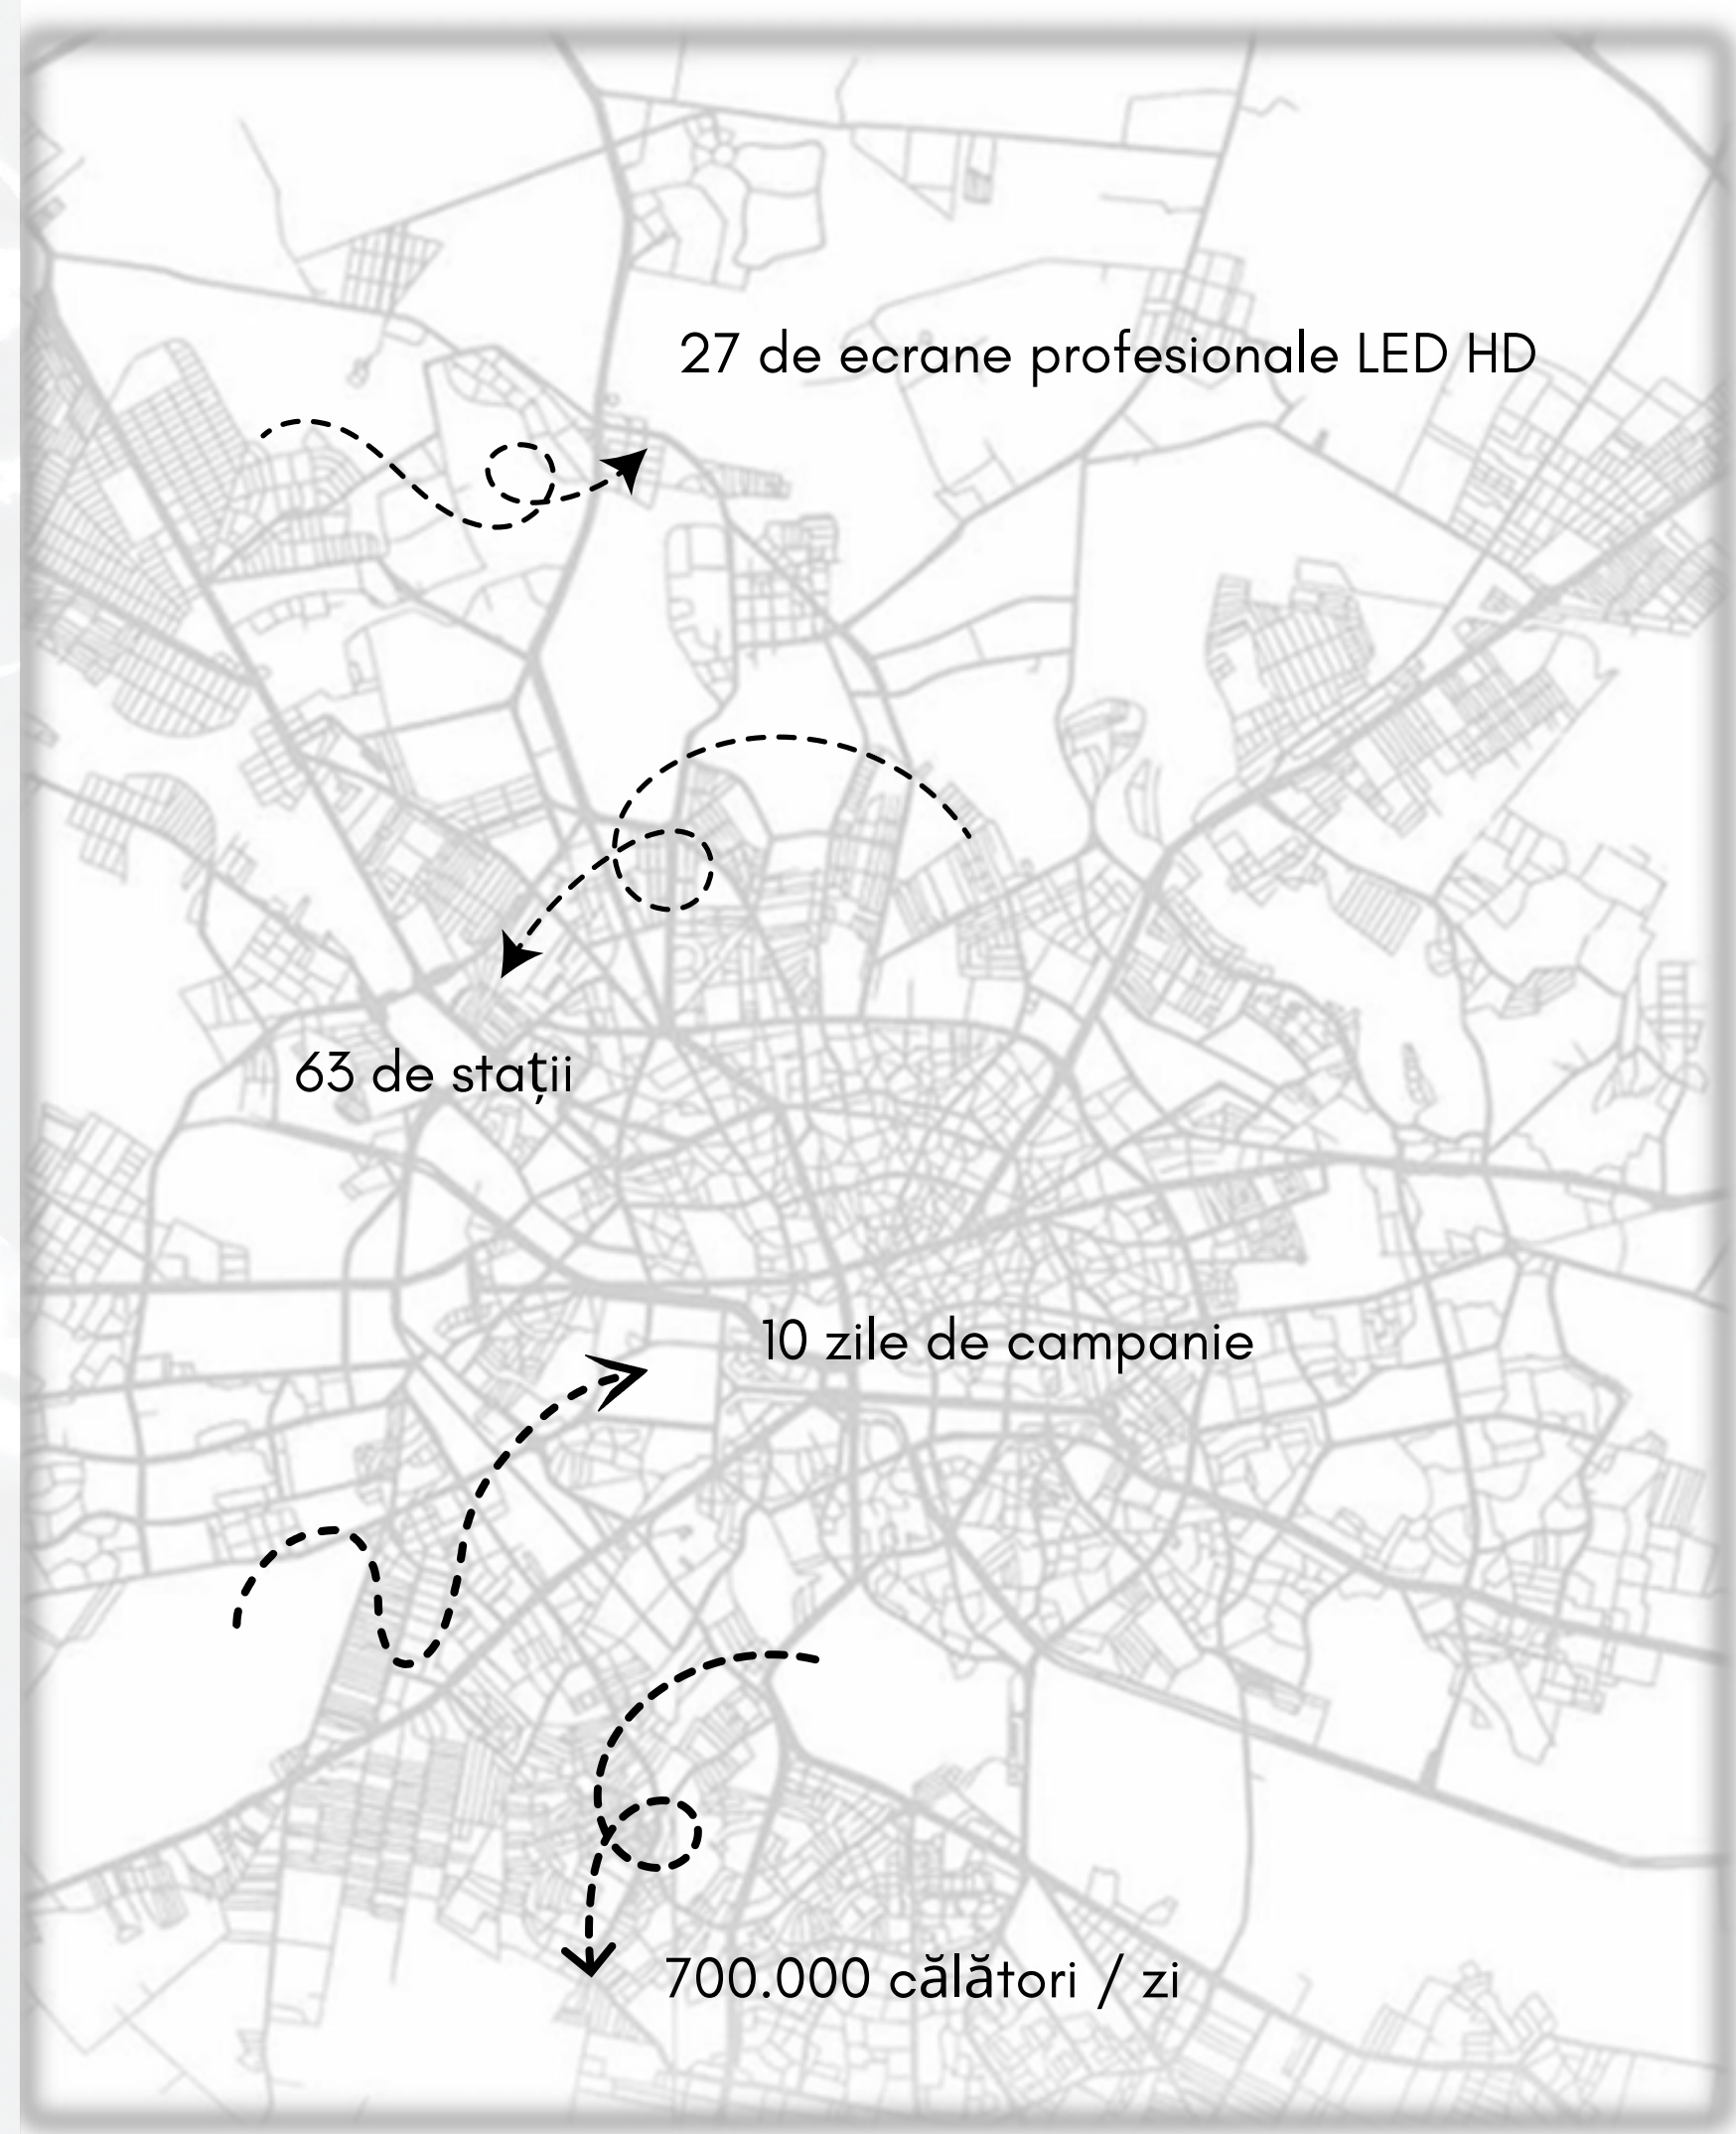 27 de ecrane profesionale LED HD
63 de stații
10 zile de campanie
700.000 călători / zi